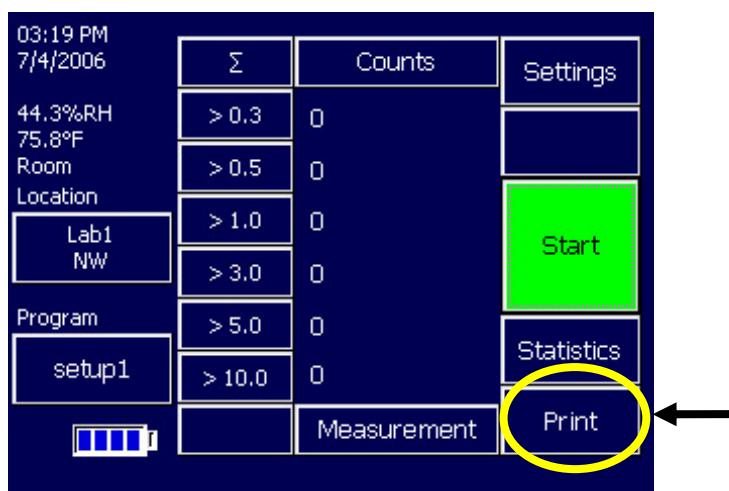 03:19 PM
7/4/2006
44.3%RH
75.8°F
Room
Location
Lab1
NW
Program
setup1
Σ
> 0.3
> 0.5
> 1.0
> 3.0
> 5.0
> 10.0
Counts
0
0
0
0
0
0
Measurement
Settings
Start
Statistics
Print